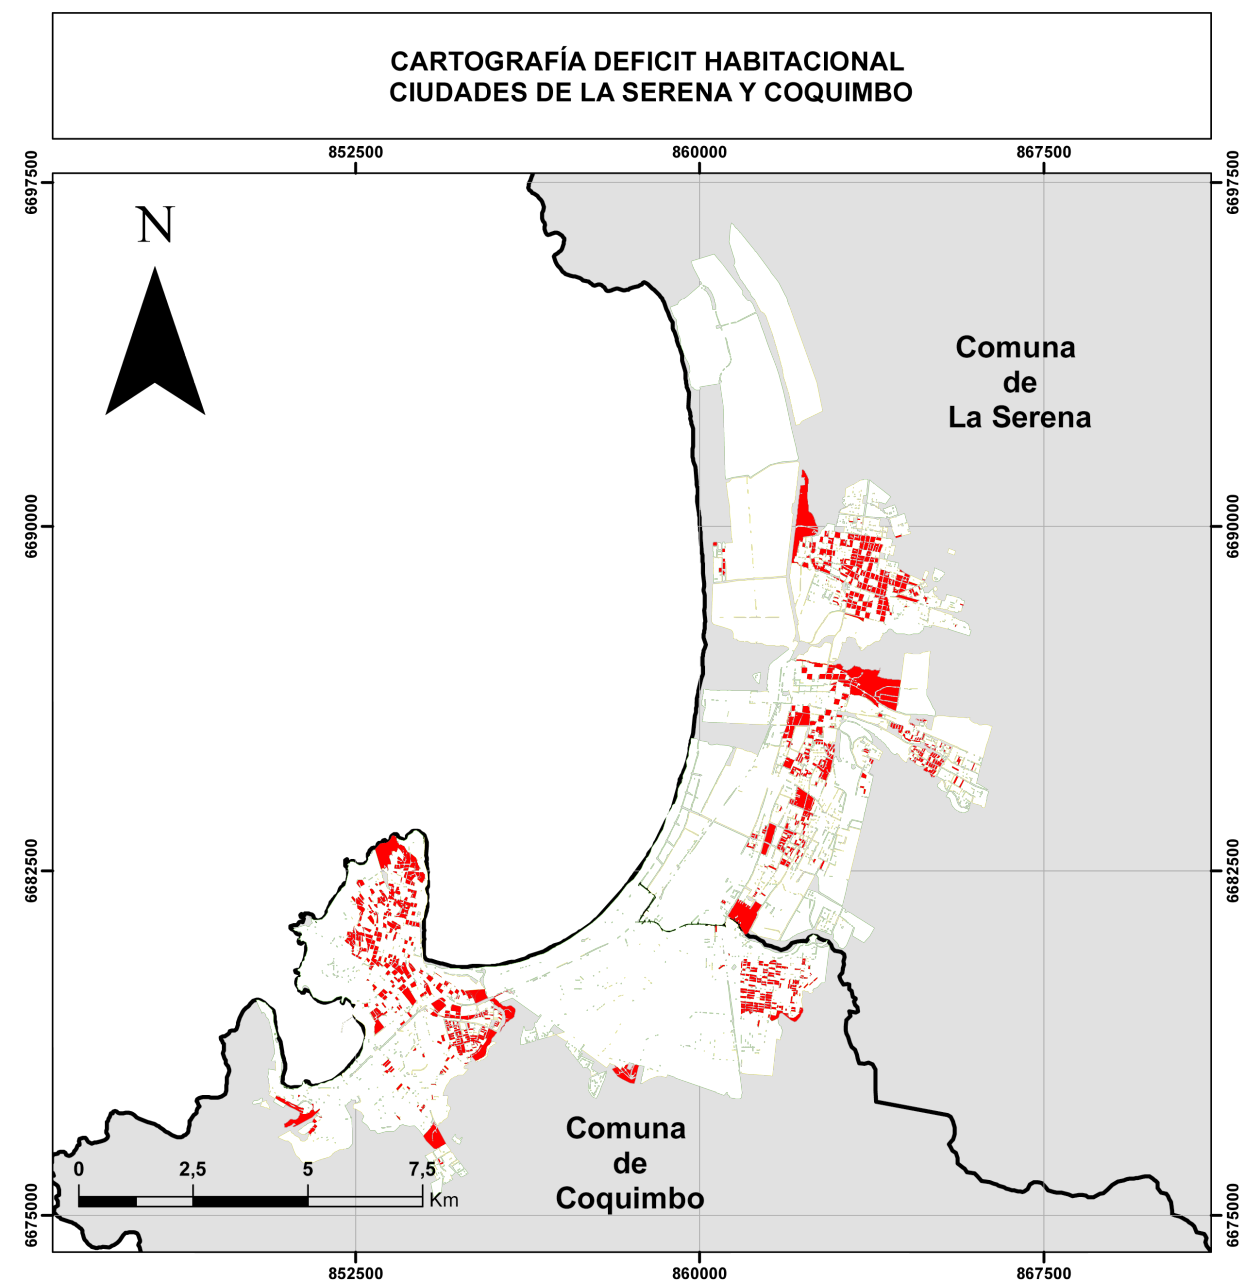 CARTOGRAFÍA DEFICIT HABITACIONAL
CIUDADES DE LA SERENA Y COQUIMBO
852500 860000 867500
6697500 6697500
N
Comuna
de
La Serena
6690000 6690000
6682500 6682500
Comuna
de
Coquimbo
0 2,5 5 7,5
Km
6675000 6675000
852500 860000 867500